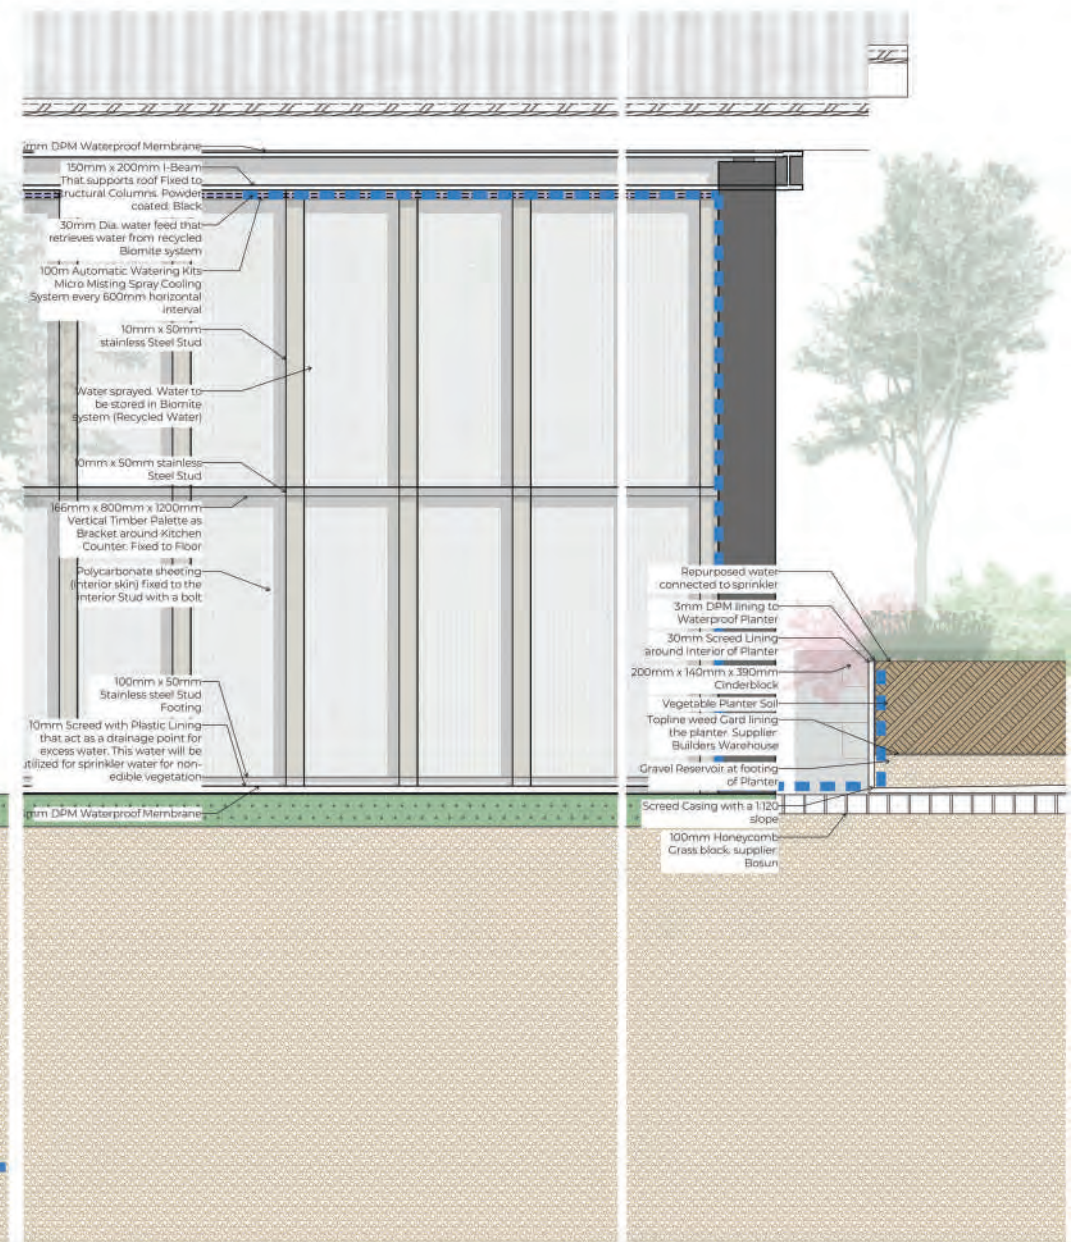 mm DPM Waterproof Membrane
150mm x 200mm I-Beam
That supports roof Fixed to
tructural Columns. Powder
coated: Black
30mm Dia. water feed that
retrieves water from recycled
Biomite system
100m Automatic Watering Kits
Micro Misting Spray Cooling
System every 600mm horizontal
interval
10mm x 50mm
stainless Steel Stud
Water sprayed. Water to
be stored in Biomite
system (Recycled Water)
10mm x 50mm stainless
Steel Stud
166mm x 800mm x 1200mm
Vertical Timber Palette as
Bracket around Kitchen
Counter. Fixed to Floor
Polycarbonate sheeting
(interior skin) fixed to the
interior Stud with a bolt
100mm x 50mm
Stainless steel Stud
Footing
10mm Screed with Plastic Lining
that act as a drainage point for
excess water. This water will be
utilized for sprinkler water for non-
edible vegetation
mm DPM Waterproof Membrane
Repurposed water
connected to sprinkler
3mm DPM lining to
Waterproof Planter
30mm Screed Lining
around Interior of Planter
200mm x 140mm x 390mm
Cinderblock
Vegetable Planter Soil
Topline weed Gard lining
the planter. Supplier
Builders Warehouse
Gravel Reservoir at footing
of Planter
Screed Casing with a 1:120
slope
100mm Honeycomb
Grass block. supplier:
Bosun